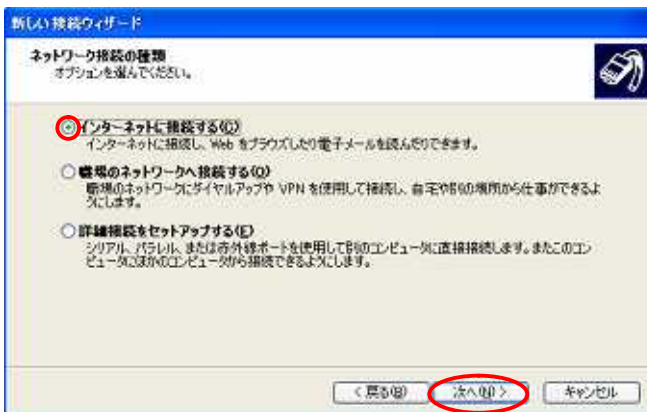 新しい接続ウィザード
ネットワーク接続の種類
オプションを選んでください。
インターネットに接続する(C)
インターネットに接続し、Web をブラウズしたり電子メールを読んだりできます。
職場のネットワークへ接続する(O)
職場のネットワークにダイヤルアップや VPN を使用して接続し、自宅や別の場所から仕事ができるよ
うにします。
詳細接続をセットアップする(E)
シリアル、パラレル、または赤外線ポートを使用して別のコンピュータに直接接続します。またこのコン
ピュータにほかのコンピュータから接続できるようにします。
< 戻る(B) 次へ(N) > キャンセル